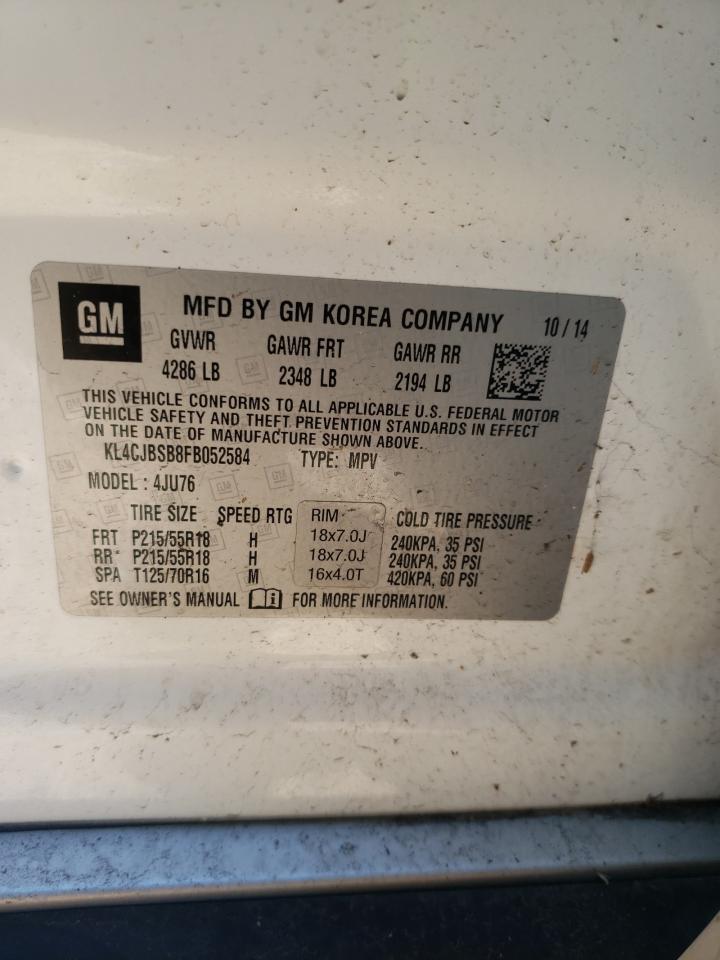 GM MFD BY GM KOREA COMPANY 10 / 14
GVWR GAWR FRT GAWR RR
4286 LB 2348 LB 2194 LB
THIS VEHICLE CONFORMS TO ALL APPLICABLE U.S. FEDERAL MOTOR
VEHICLE SAFETY AND THEFT PREVENTION STANDARDS IN EFFECT
ON THE DATE OF MANUFACTURE SHOWN ABOVE.
KL4CJBSB8FB052584 TYPE: MPV
MODEL : 4JU76
TIRE SIZE SPEED RTG RIM COLD TIRE PRESSURE
FRT P215/55R18 H 18x7.0J 240KPA, 35 PSI
RR P215/55R18 H 18x7.0J 240KPA, 35 PSI
SPA T125/70R16 M 16x4.0T 420KPA, 60 PSI
SEE OWNER'S MANUAL FOR MORE INFORMATION.